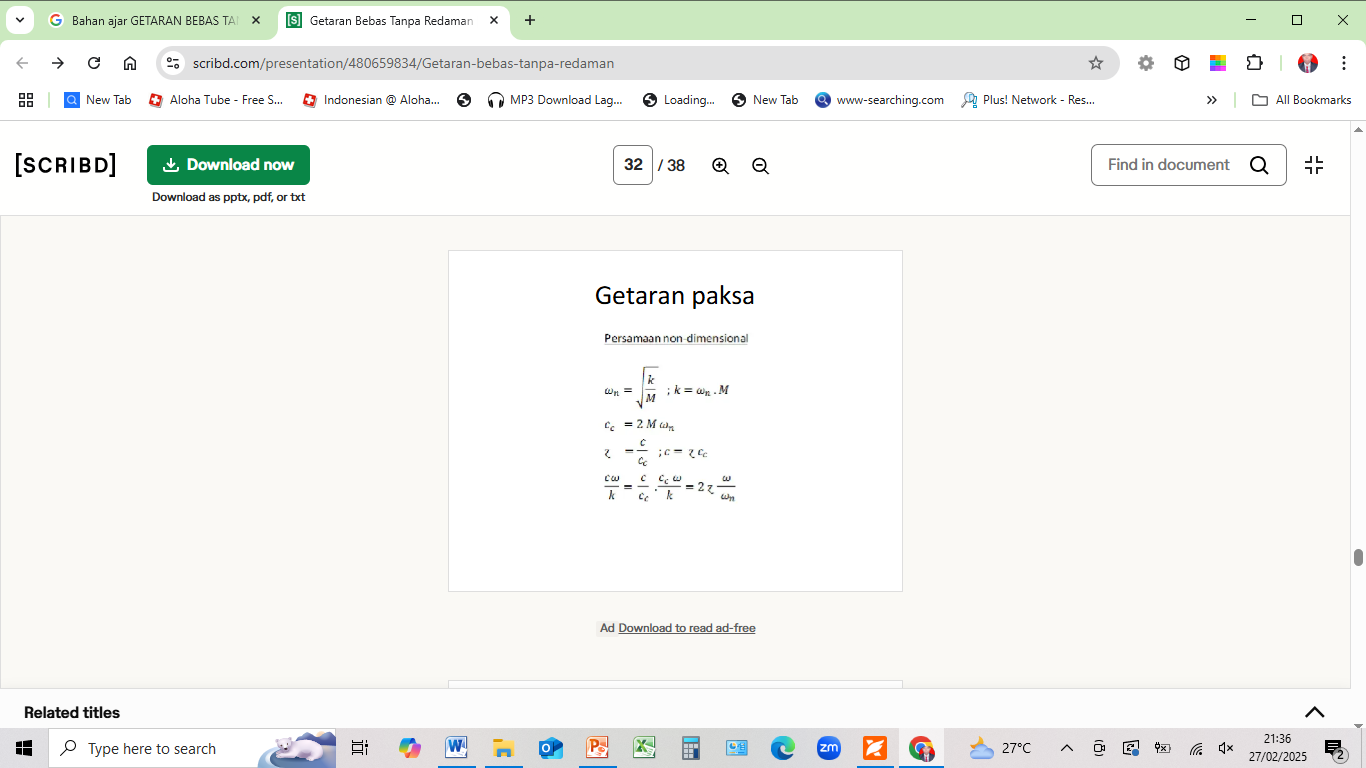 Bahan ajar GETARAN BEBAS TA
Getaran Bebas Tanpa Redaman
scribd.com/presentation/480659834/Getaran-bebas-tanpa-redaman
New Tab
Aloha Tube - Free S...
Indonesian @ Aloha...
MP3 Download Lag...
Loading...
New Tab
www-searching.com
Plus! Network - Res...
»
All Bookmarks
[SCRIBD]
Download now
32 / 38
Find in document
Download as pptx, pdf, or txt
Getaran paksa
Persamaan non-dimensional
ωn = √(k/M) ; k = ωn . M
cc = 2 M ωn
ɀ = c/cc ; c = ɀ cc
cω/k = c/cc . cc ω/k = 2 ɀ ω/ωn
Ad Download to read ad-free
Related titles
Type here to search
zm
27°C
21:36
27/02/2025
2